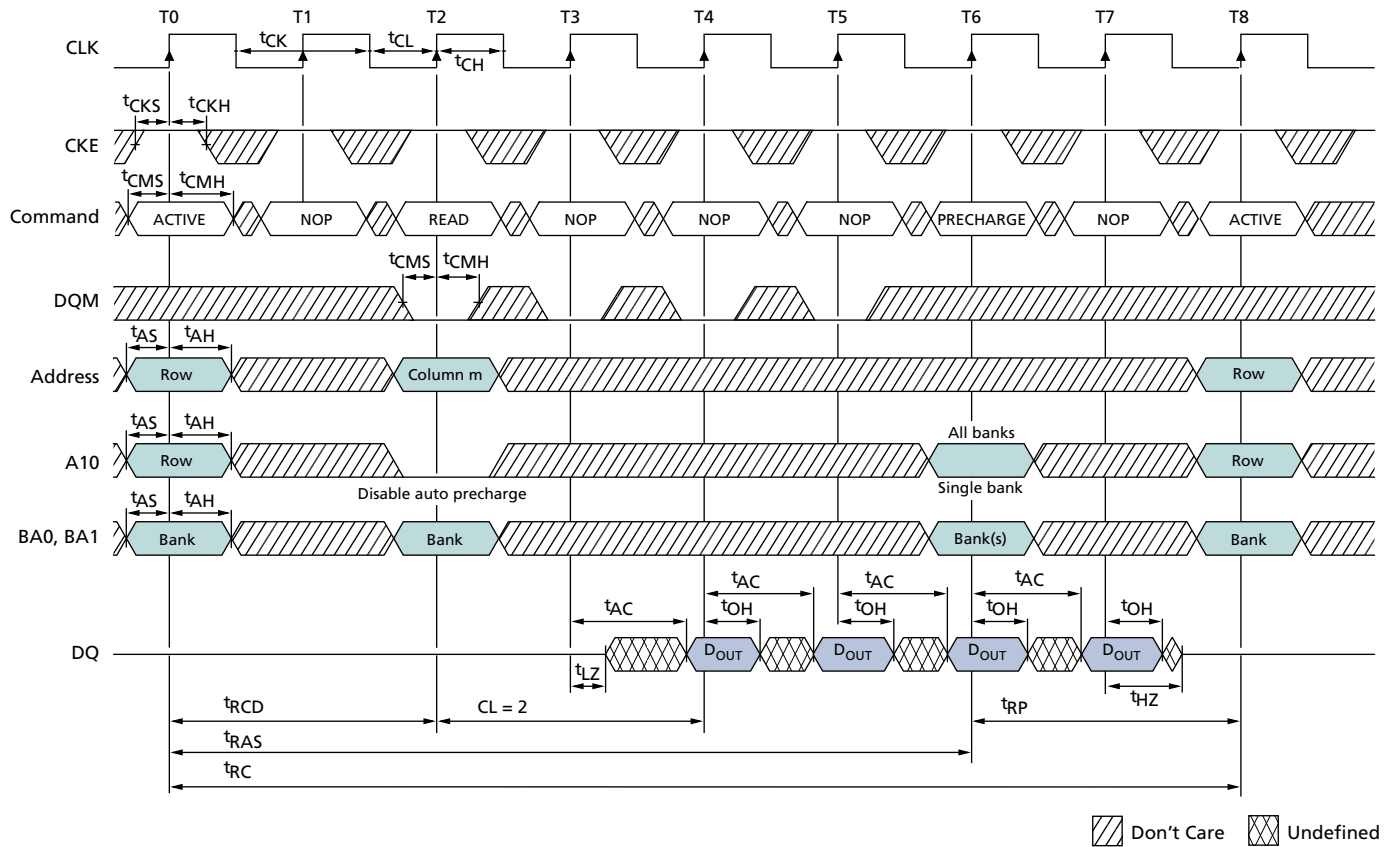 T0 T1 T2 T3 T4 T5 T6 T7 T8
CLK
tCK tCL
tCH
tCKS tCKH
CKE
tCMS tCMH
Command ACTIVE NOP READ NOP NOP NOP PRECHARGE NOP ACTIVE
tCMS tCMH
DQM
tAS tAH
Address Row Column m Row
tAS tAH
All banks
A10 Row Row
Disable auto precharge Single bank
tAS tAH
BA0, BA1 Bank Bank Bank(s) Bank
tAC tAC tAC
tAC tOH tOH tOH tOH
DQ DOUT DOUT DOUT DOUT
tLZ tHZ
tRCD CL = 2 tRP
tRAS
tRC
Don't Care Undefined